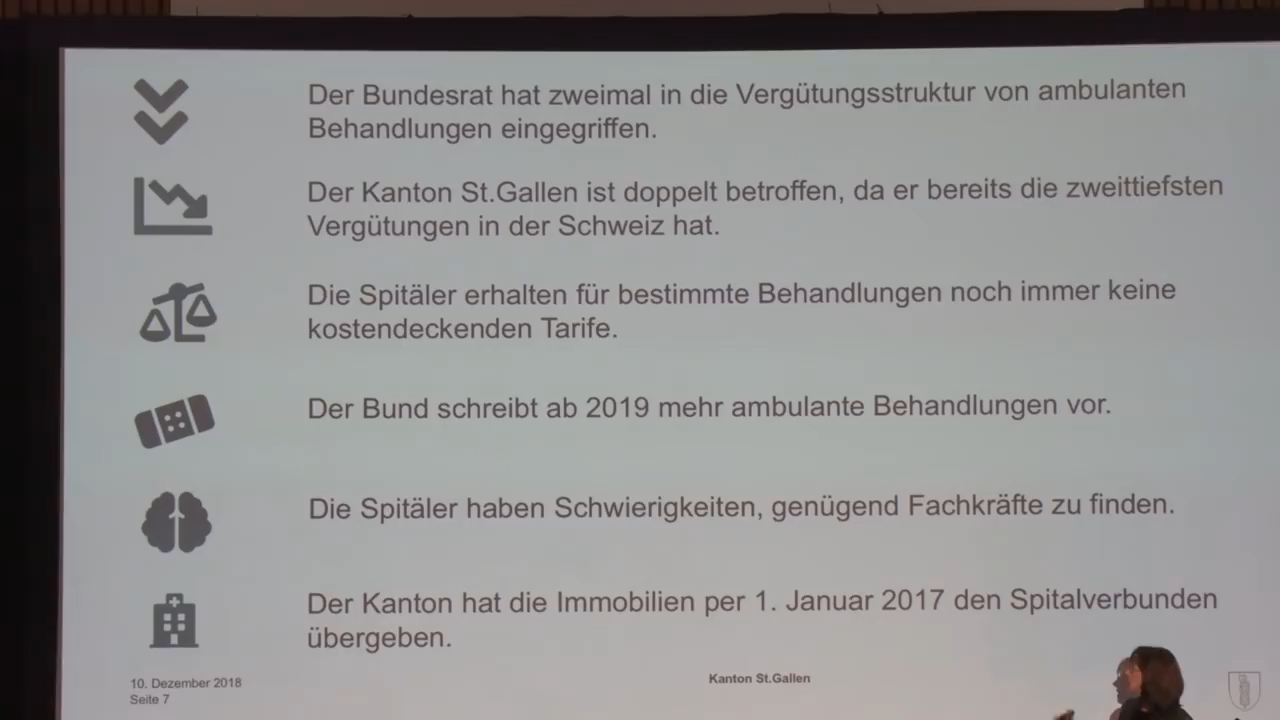 Der Bundesrat hat zweimal in die Vergütungsstruktur von ambulanten
Behandlungen eingegriffen.
Der Kanton St.Gallen ist doppelt betroffen, da er bereits die zweittiefsten
Vergütungen in der Schweiz hat.
Die Spitäler erhalten für bestimmte Behandlungen noch immer keine
kostendeckenden Tarife.
Der Bund schreibt ab 2019 mehr ambulante Behandlungen vor.
Die Spitäler haben Schwierigkeiten, genügend Fachkräfte zu finden.
Der Kanton hat die Immobilien per 1. Januar 2017 den Spitalverbunden
übergeben.
10. Dezember 2018
Seite 7
Kanton St.Gallen